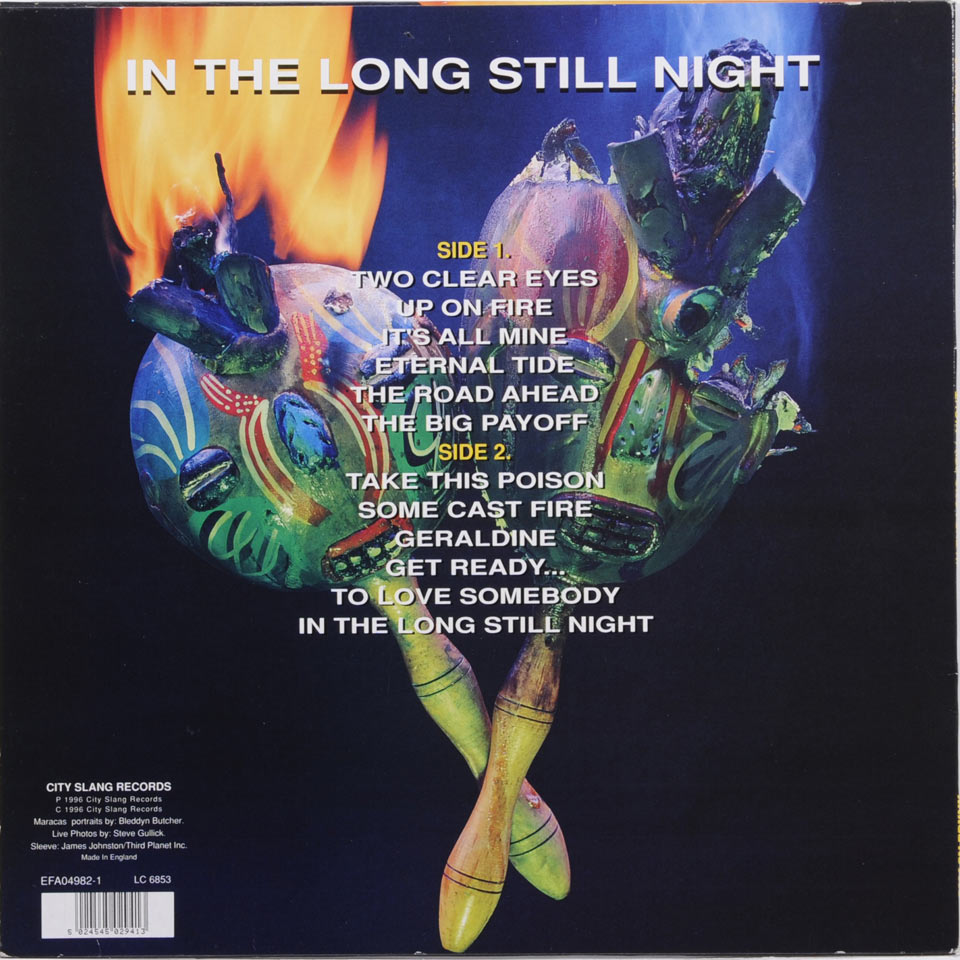 IN THE LONG STILL NIGHT
SIDE 1.
TWO CLEAR EYES
UP ON FIRE
IT'S ALL MINE
ETERNAL TIDE
THE ROAD AHEAD
THE BIG PAYOFF
SIDE 2.
TAKE THIS POISON
SOME CAST FIRE
GERALDINE
GET READY...
TO LOVE SOMEBODY
IN THE LONG STILL NIGHT
CITY SLANG RECORDS
P 1996 City Slang Records
C 1996 City Slang Records
Maracas portraits by: Bleddyn Butcher.
Live Photos by: Steve Gullick.
Sleeve: James Johnston/Third Planet Inc.
Made In England
EFA04982-1 LC 6853
5 024545 029413